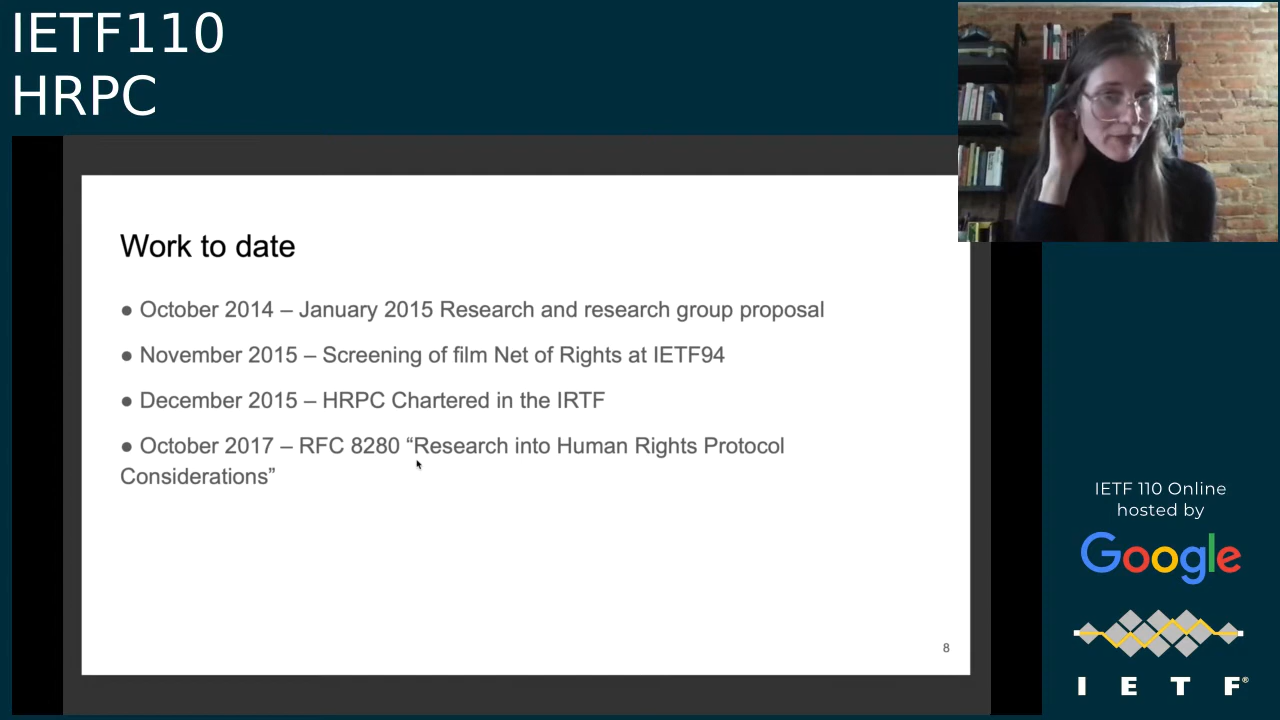 IETF110
HRPC
Work to date
● October 2014 – January 2015 Research and research group proposal
● November 2015 – Screening of film Net of Rights at IETF94
● December 2015 – HRPC Chartered in the IRTF
● October 2017 – RFC 8280 “Research into Human Rights Protocol
Considerations”
8
IETF 110 Online
hosted by
Google
I E T F®